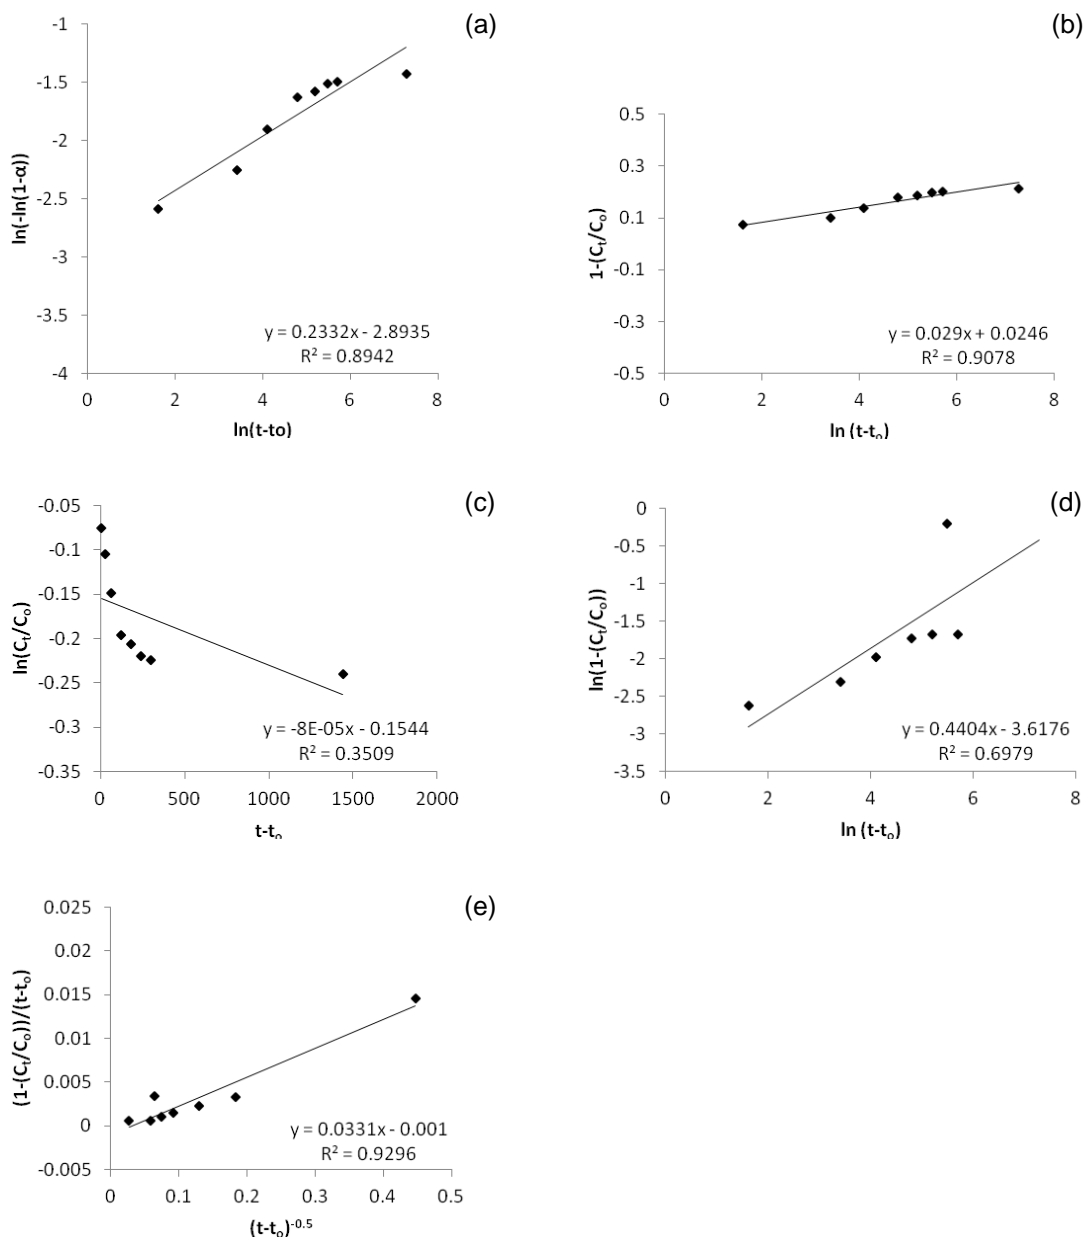 (a)
-1
-1.5
-2
-2.5
-3
-3.5
-4
ln(-ln(1-α))
y = 0.2332x - 2.8935
R² = 0.8942
0 2 4 6 8
ln(t-to)
(b)
0.5
0.3
0.1
-0.1
-0.3
-0.5
1-(Cₜ/Cₒ)
y = 0.029x + 0.0246
R² = 0.9078
0 2 4 6 8
ln (t-tₒ)
(c)
-0.05
-0.1
-0.15
-0.2
-0.25
-0.3
-0.35
ln(Cₜ/Cₒ)
y = -8E-05x - 0.1544
R² = 0.3509
0 500 1000 1500 2000
t-tₒ
(d)
0
-0.5
-1
-1.5
-2
-2.5
-3
-3.5
ln(1-(Cₜ/Cₒ))
y = 0.4404x - 3.6176
R² = 0.6979
0 2 4 6 8
ln (t-tₒ)
(e)
0.025
0.02
0.015
0.01
0.005
0
-0.005
(1-(Cₜ/Cₒ))/(t-tₒ)
y = 0.0331x - 0.001
R² = 0.9296
0 0.1 0.2 0.3 0.4 0.5
(t-tₒ)⁻⁰·⁵